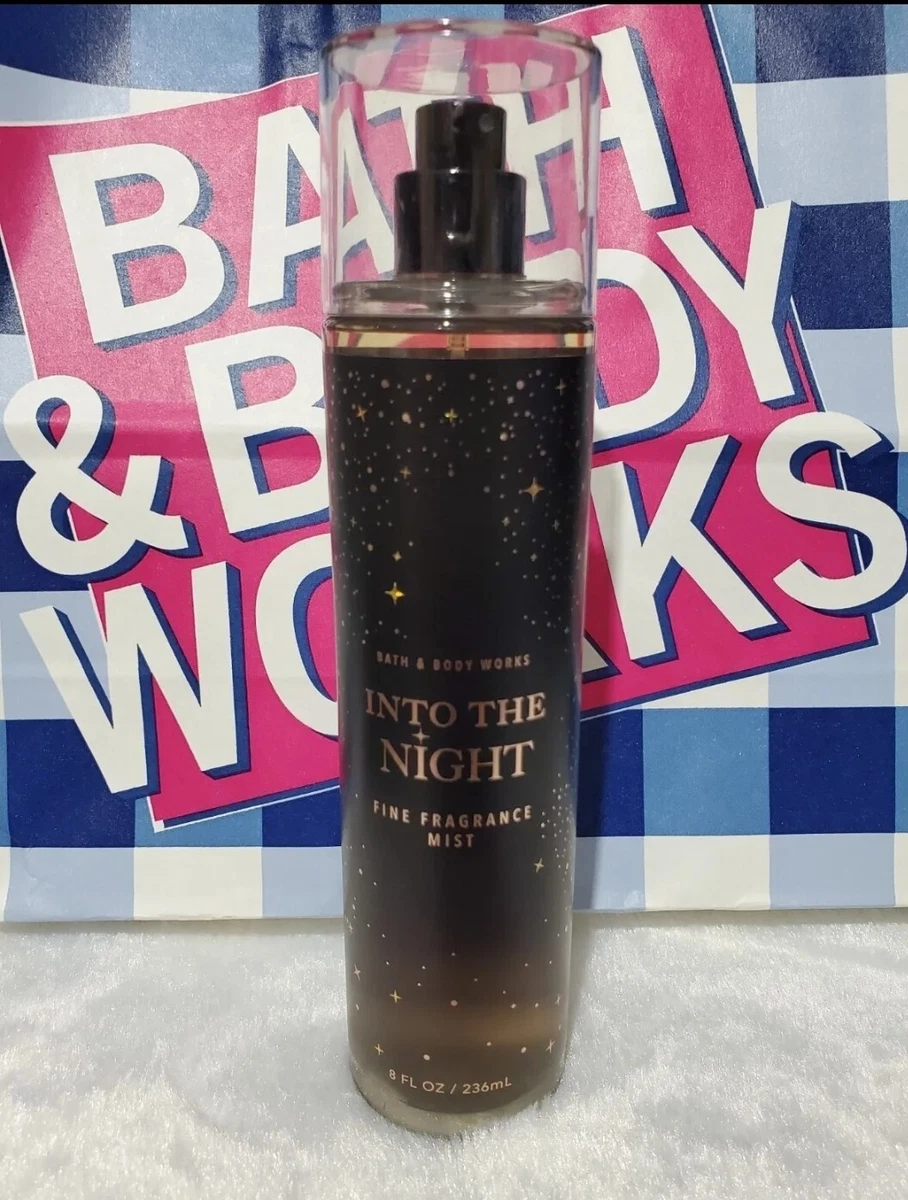 BATH
& BODY
WORKS
BATH & BODY WORKS
INTO THE
NIGHT
FINE FRAGRANCE
MIST
8 FL OZ / 236mL